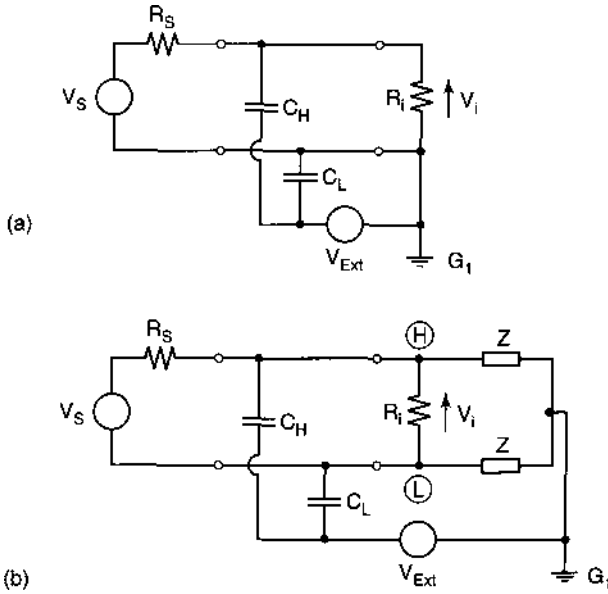 R_S
V_S
C_H
R_i
V_i
C_L
(a)
V_Ext
G_1
H
Z
R_S
V_S
C_H
R_i
V_i
Z
L
C_L
V_Ext
(b)
G_1